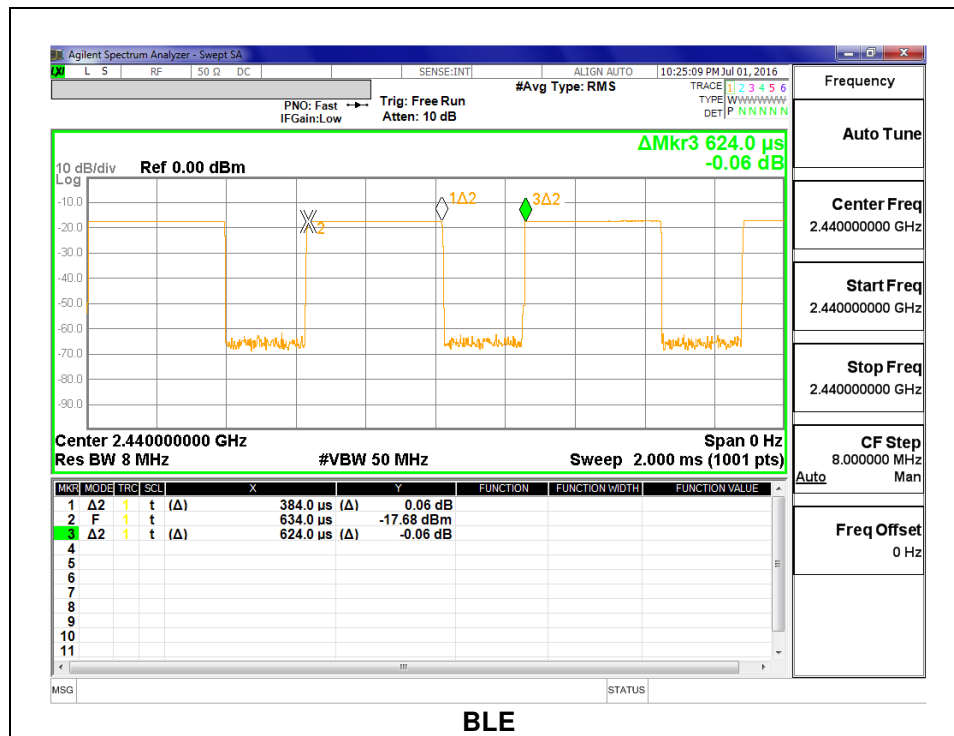 Agilent Spectrum Analyzer - Swept SA
LXI L S RF 50 Ω DC SENSE:INT ALIGN AUTO 10:25:09 PM Jul 01, 2016
#Avg Type: RMS
TRACE 1 2 3 4 5 6
TYPE WWWWWW
DET P N N N N N
PNO: Fast
IFGain:Low
Trig: Free Run
Atten: 10 dB
ΔMkr3 624.0 µs
-0.06 dB
10 dB/div
Log
Ref 0.00 dBm
-10.0
-20.0
-30.0
-40.0
-50.0
-60.0
-70.0
-80.0
-90.0
2
1Δ2
3Δ2
Center 2.440000000 GHz
Span 0 Hz
Res BW 8 MHz
#VBW 50 MHz
Sweep 2.000 ms (1001 pts)
MKR MODE TRC SCL X Y FUNCTION FUNCTION WIDTH FUNCTION VALUE
1 Δ2 1 t (Δ) 384.0 µs (Δ) 0.06 dB
2 F 1 t 634.0 µs -17.68 dBm
3 Δ2 1 t (Δ) 624.0 µs (Δ) -0.06 dB
4
5
6
7
8
9
10
11
MSG
STATUS
Frequency
Auto Tune
Center Freq
2.440000000 GHz
Start Freq
2.440000000 GHz
Stop Freq
2.440000000 GHz
CF Step
8.000000 MHz
Auto Man
Freq Offset
0 Hz
BLE